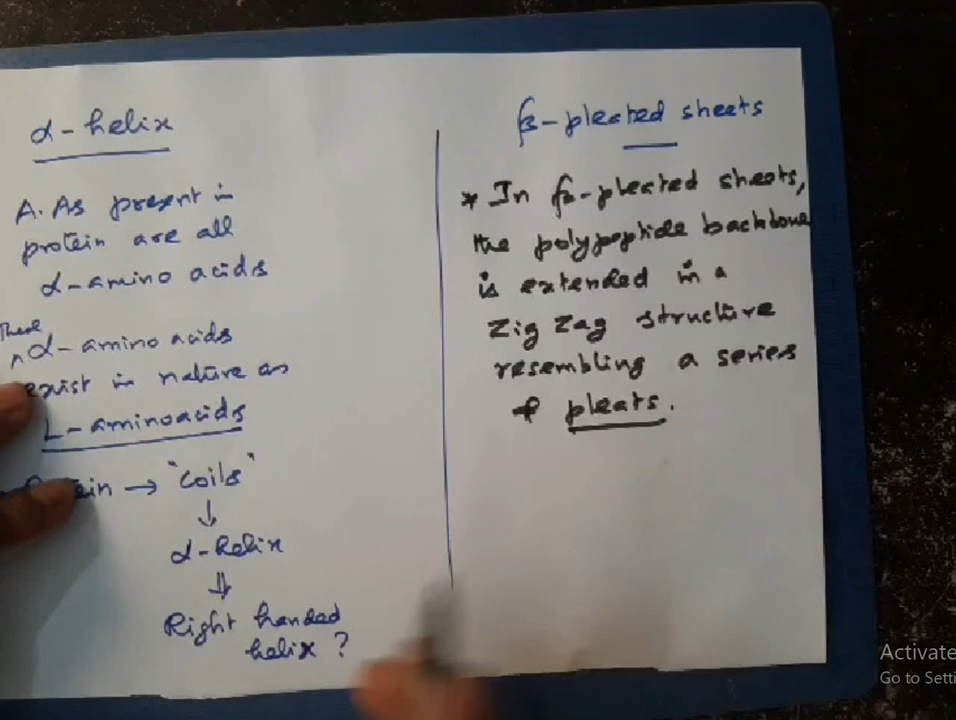 α-helix
A.As present in
protein are all
α-amino acids
These
α-amino acids
exist in nature as
L-aminoacids
→ "coils"
↓
α-helix
⇓
Right handed
helix ?
β-pleated sheets
* In β-pleated sheets,
the polypeptide backbone
is extended in a
Zig Zag structure
resembling a series
of pleats.
Activate
Go to Setti